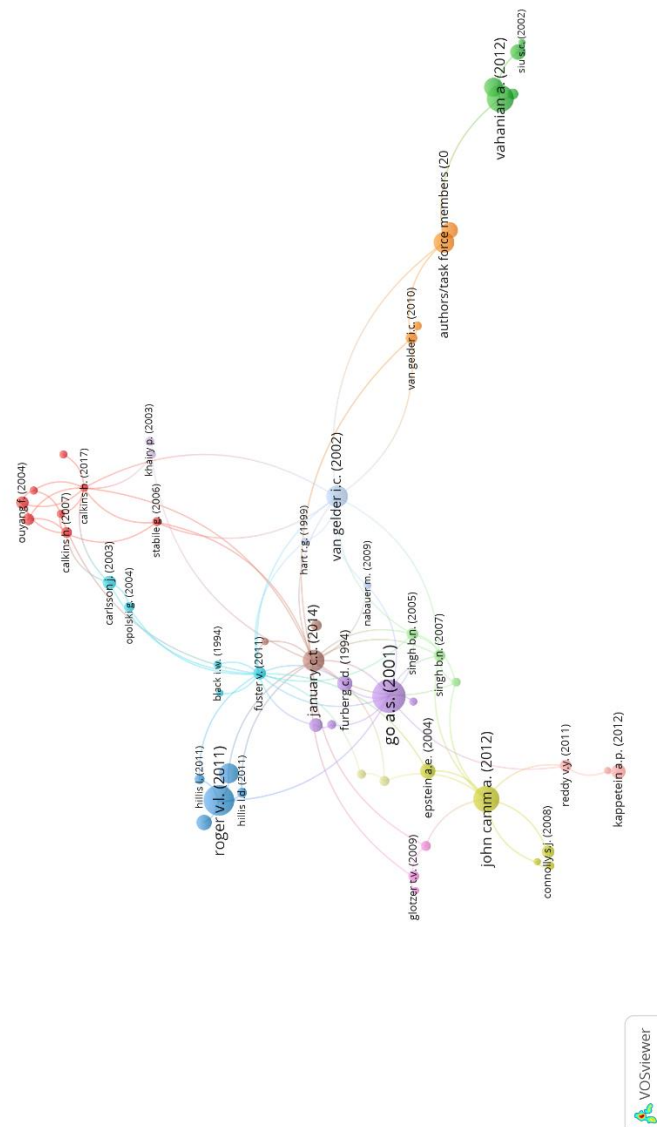 ouyang f. (2004)
calkins h. (2007)
calkins h. (2017)
stabile g. (2006)
khairy p. (2003)
carlsson j. (2003)
opolski g. (2004)
black i.w. (1994)
fuster v. (2011)
hillis l. (2011)
roger v.l. (2011)
hillis l.d. (2011)
january c.t. (2014)
furberg c.d. (1994)
go a.s. (2001)
hart r.g. (1999)
van gelder i.c. (2002)
nabauer m. (2009)
singh b.n. (2005)
singh b.n. (2007)
epstein a.e. (2004)
john camm a. (2012)
glotzer t.v. (2009)
connolly s.j. (2008)
reddy v.y. (2011)
kappetein a.p. (2012)
van gelder i.c. (2010)
authors/task force members (20
vahanian a. (2012)
siu s.c. (2002)
VOSviewer